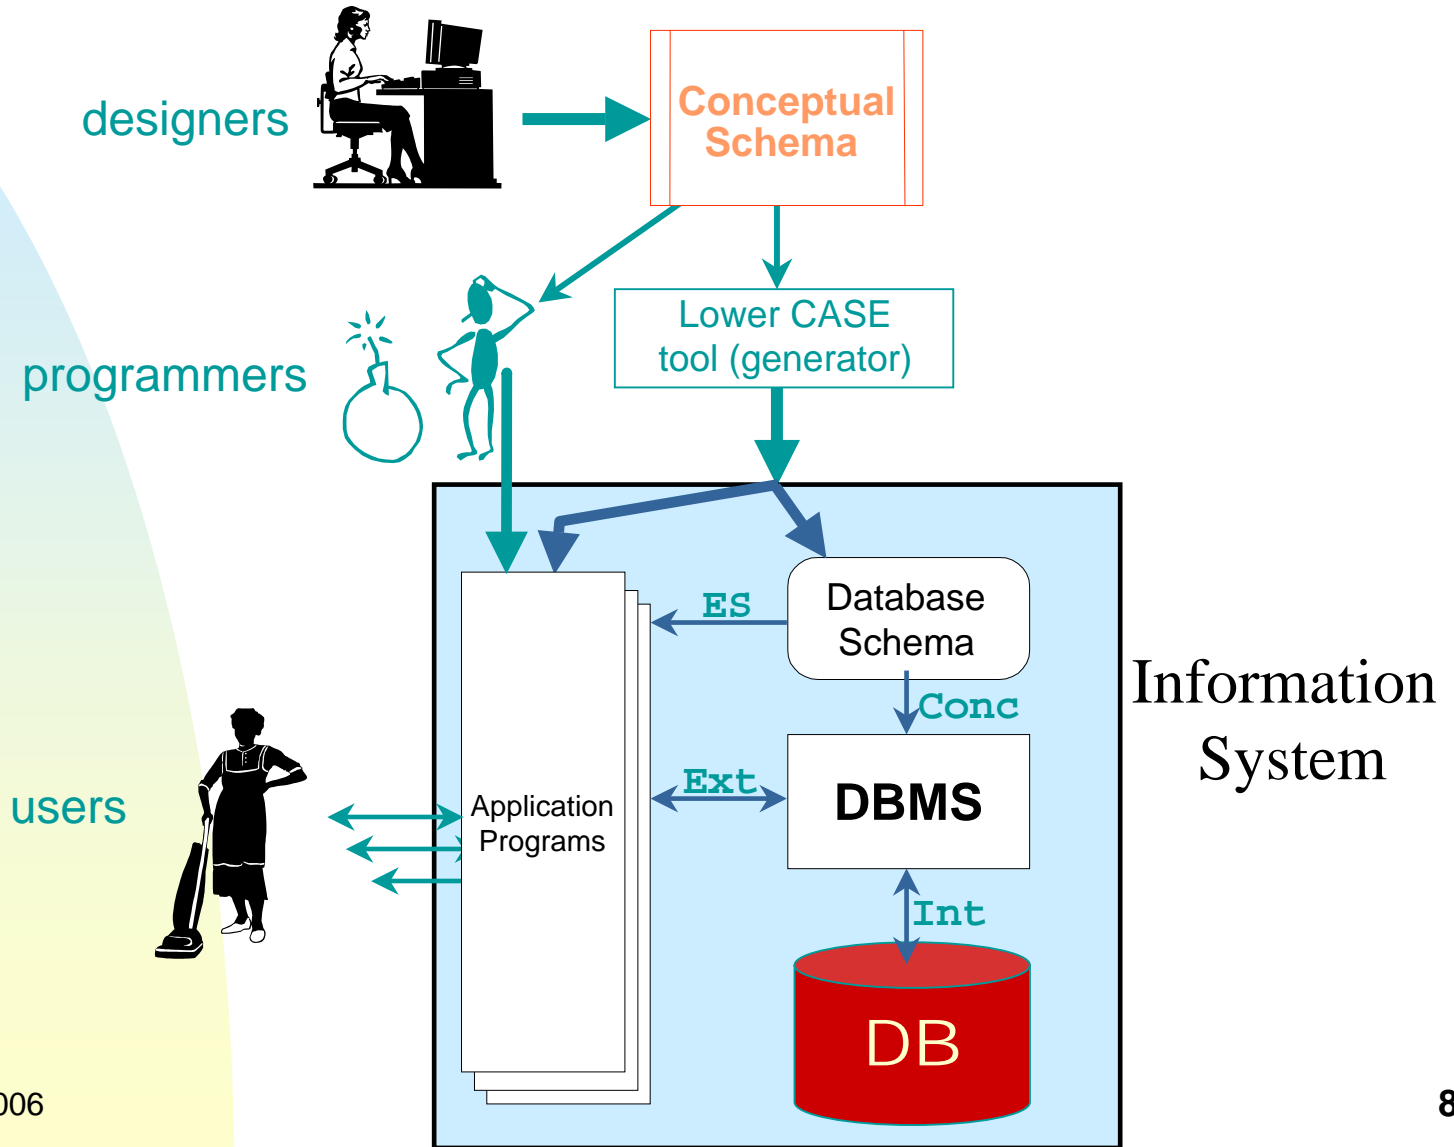 designers
Conceptual
Schema
programmers
Lower CASE
tool (generator)
ES
Database
Schema
Conc
Information
System
users
Application
Programs
Ext
DBMS
Int
DB
006
8